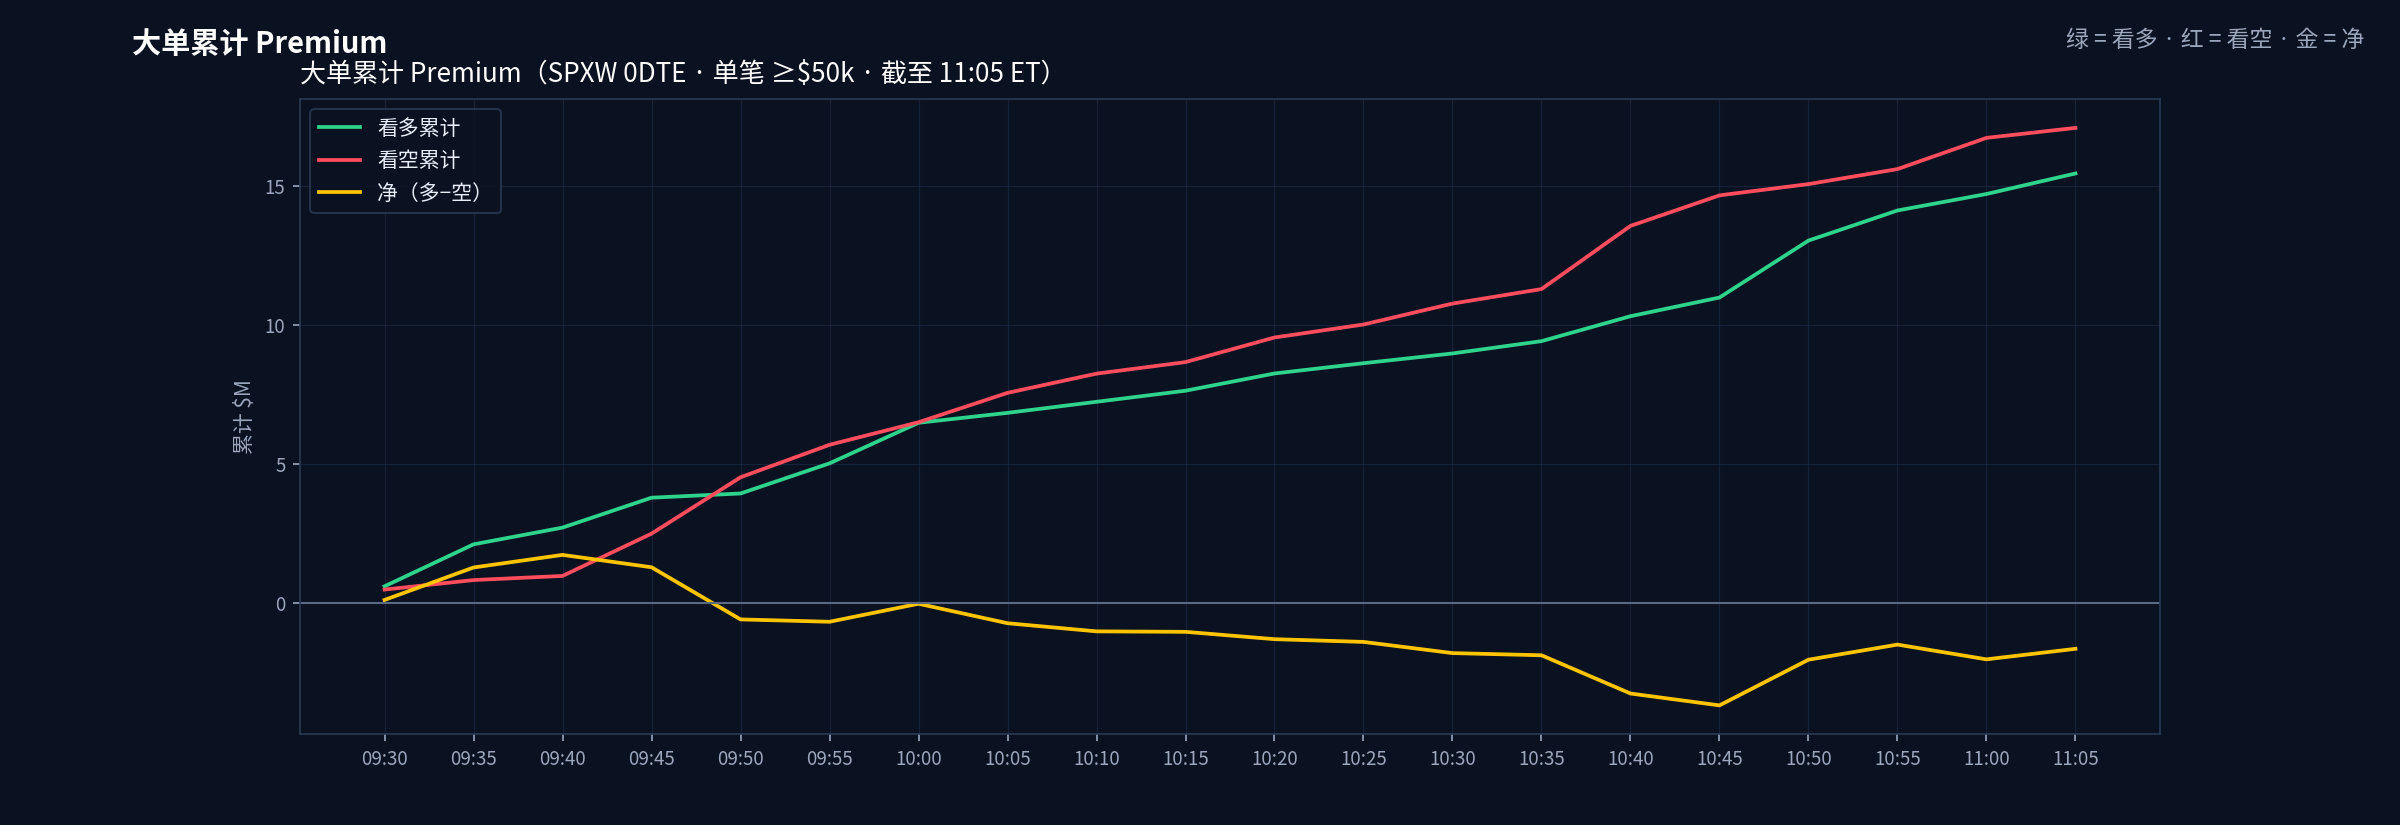 大单累计 Premium
绿 = 看多 · 红 = 看空 · 金 = 净
大单累计 Premium（SPXW 0DTE · 单笔 ≥$50k · 截至 11:05 ET）
看多累计
看空累计
净（多−空）
累计 $M
15
10
5
0
09:30 09:35 09:40 09:45 09:50 09:55 10:00 10:05 10:10 10:15 10:20 10:25 10:30 10:35 10:40 10:45 10:50 10:55 11:00 11:05